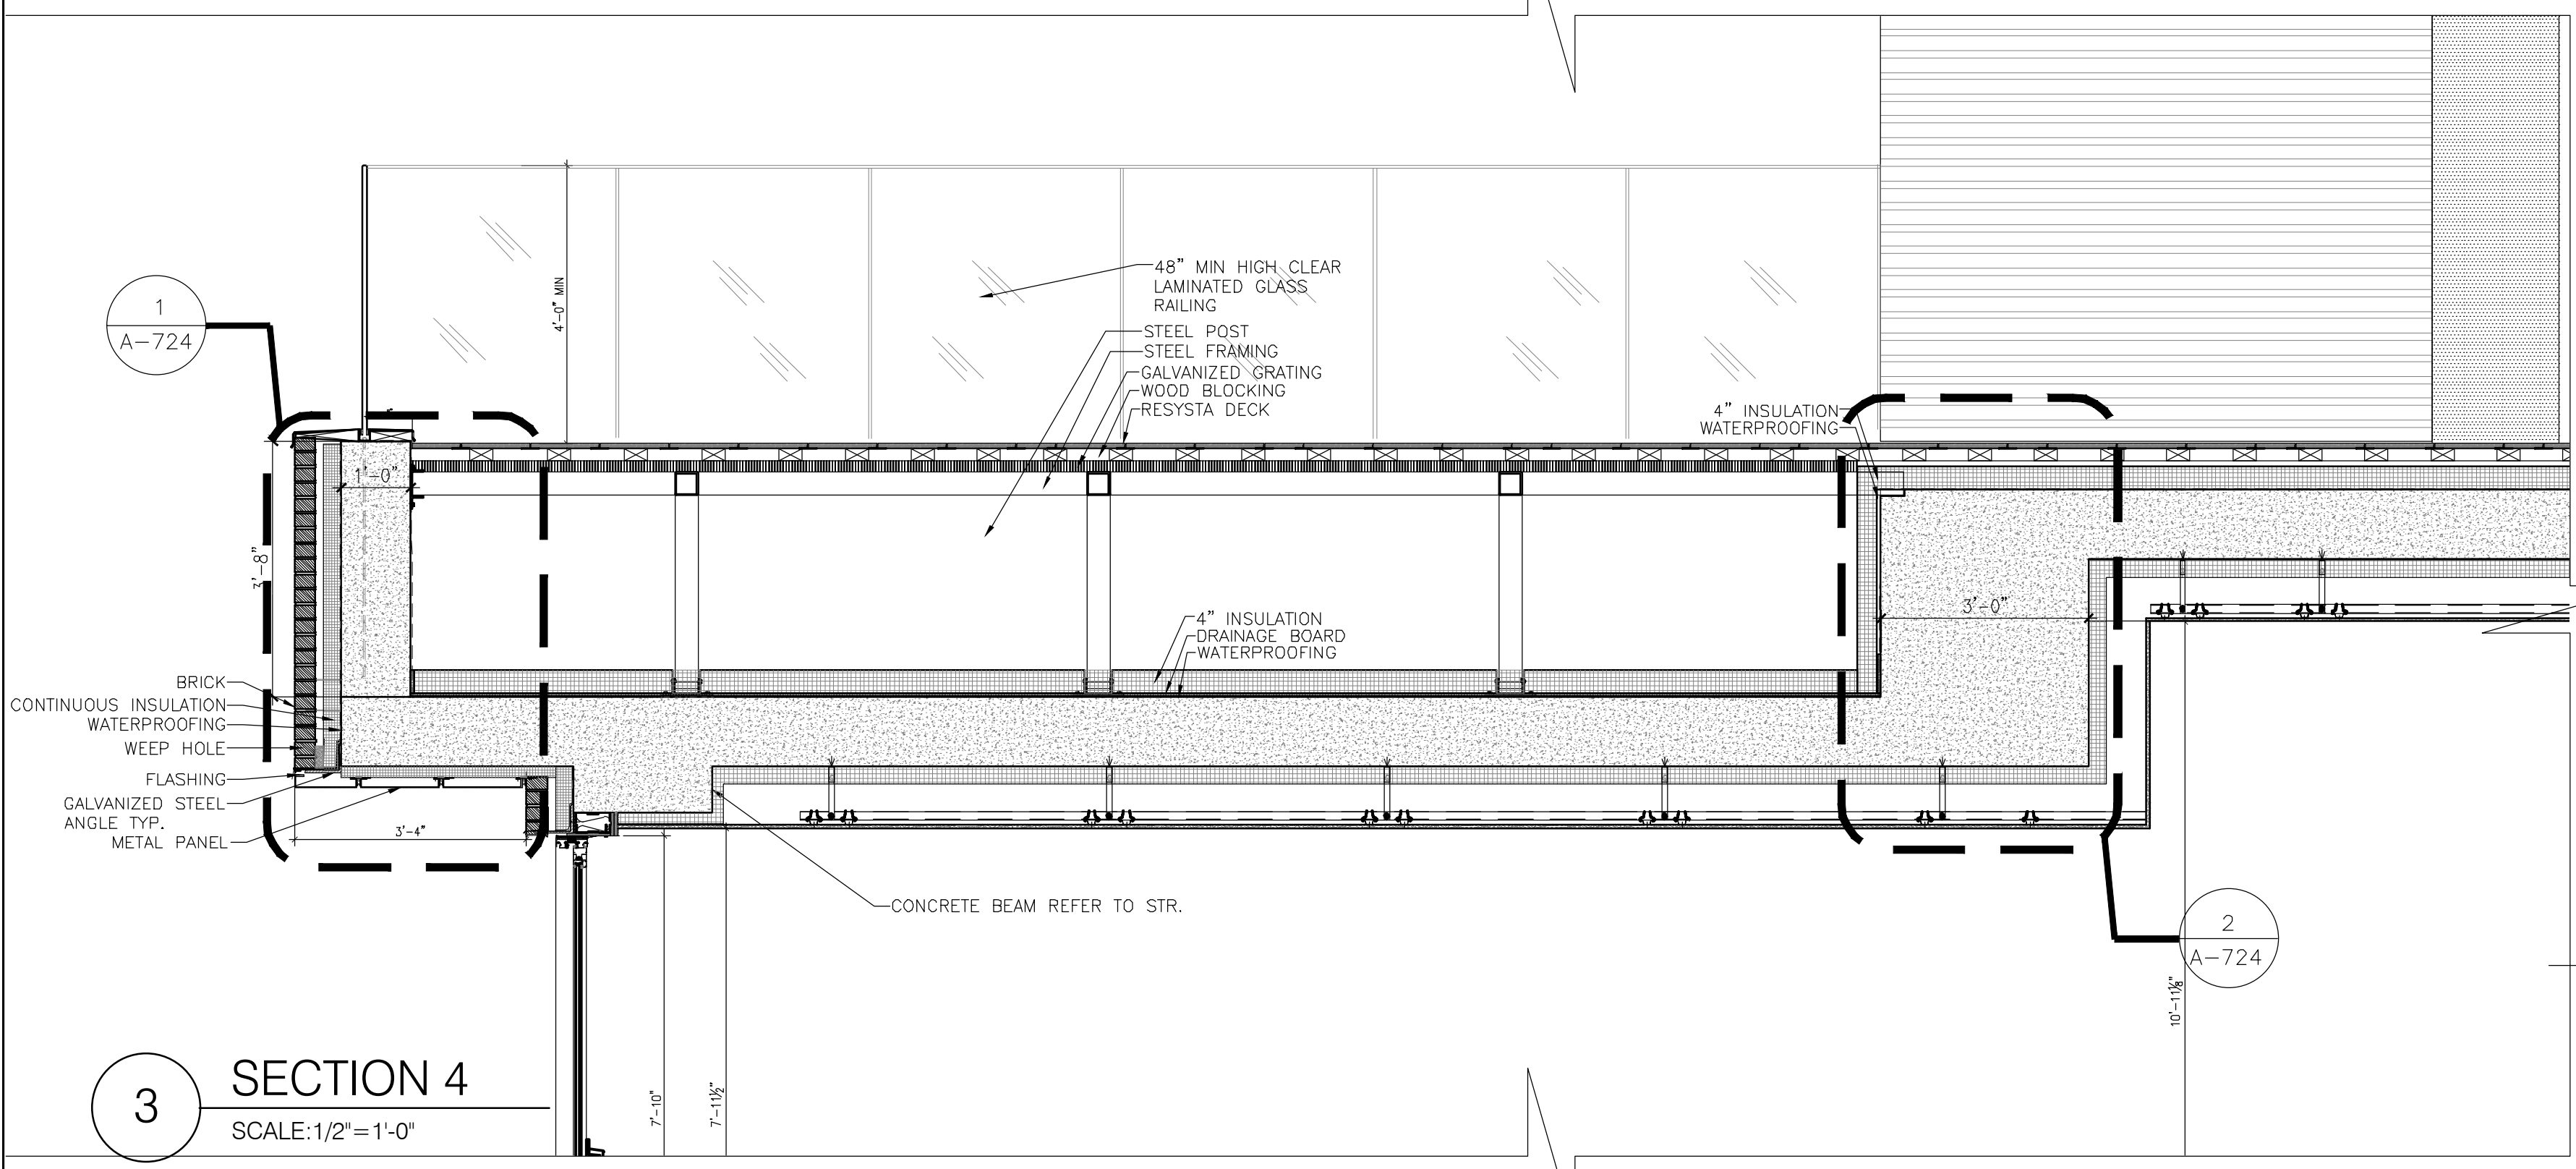 48" MIN HIGH CLEAR
LAMINATED GLASS
RAILING
4'-0" MIN
1
A-724
STEEL POST
STEEL FRAMING
GALVANIZED GRATING
WOOD BLOCKING
RESYSTA DECK
4" INSULATION
WATERPROOFING
1'-0"
3'-8"
3'-0"
4" INSULATION
DRAINAGE BOARD
WATERPROOFING
BRICK
CONTINUOUS INSULATION
WATERPROOFING
WEEP HOLE
FLASHING
GALVANIZED STEEL
ANGLE TYP.
METAL PANEL
3'-4"
CONCRETE BEAM REFER TO STR.
2
A-724
10'-11⅛"
7'-10"
7'-11½"
3
SECTION 4
SCALE:1/2"=1'-0"